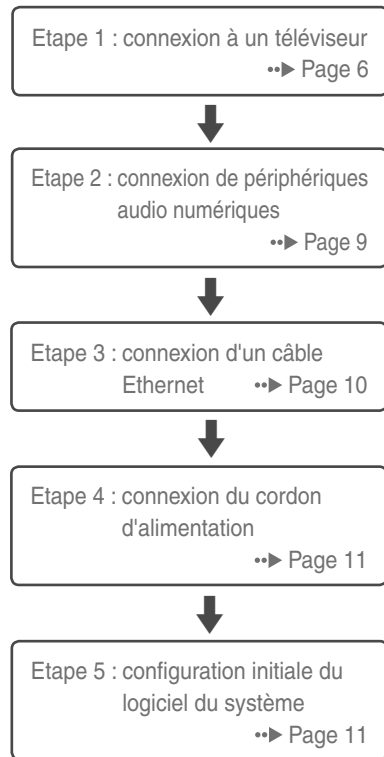 Etape 1 : connexion à un téléviseur
••▶ Page 6
Etape 2 : connexion de périphériques
audio numériques
••▶ Page 9
Etape 3 : connexion d'un câble
Ethernet ••▶ Page 10
Etape 4 : connexion du cordon
d'alimentation
••▶ Page 11
Etape 5 : configuration initiale du
logiciel du système
••▶ Page 11